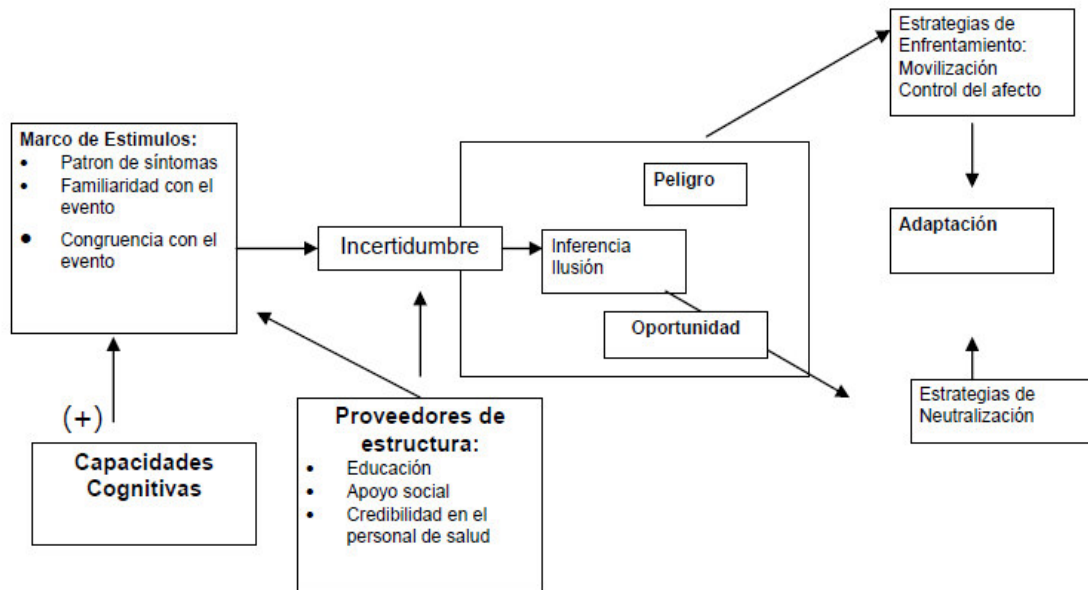 Marco de Estimulos:
• Patron de síntomas
• Familiaridad con el
evento
• Congruencia con el
evento
(+)
Capacidades
Cognitivas
Incertidumbre
Proveedores de
estructura:
• Educación
• Apoyo social
• Credibilidad en el
personal de salud
Peligro
Inferencia
Ilusión
Oportunidad
Estrategias de
Enfrentamiento:
Movilización
Control del afecto
Adaptación
Estrategias de
Neutralización